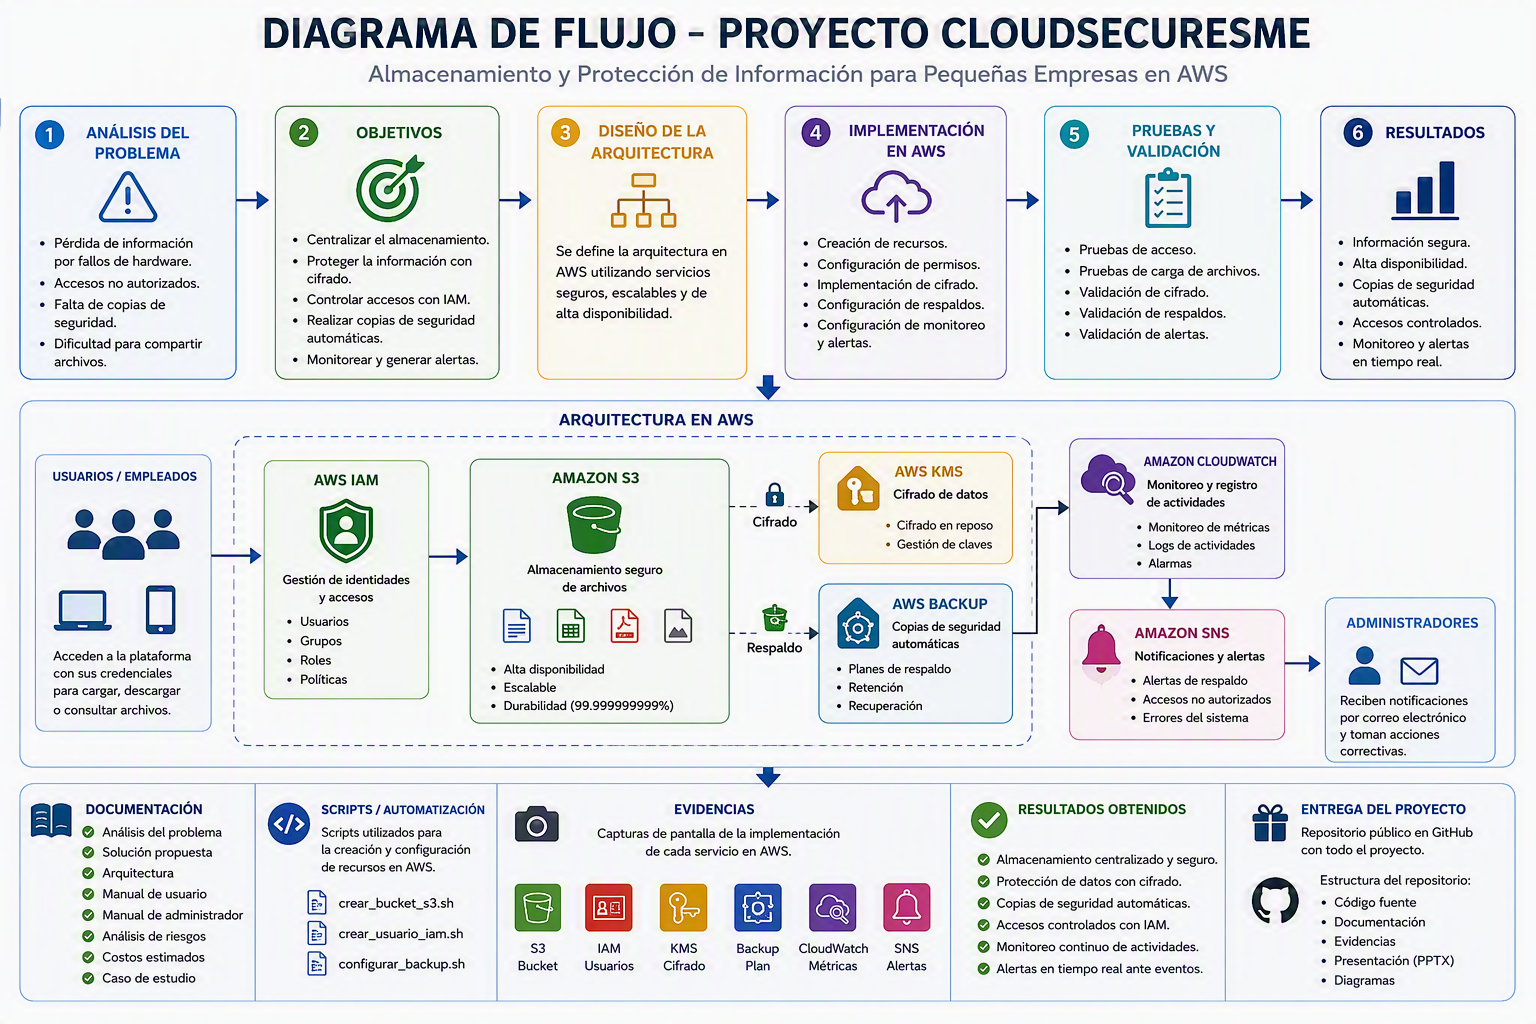 DIAGRAMA DE FLUJO – PROYECTO CLOUDSECURESME
Almacenamiento y Protección de Información para Pequeñas Empresas en AWS
1
ANÁLISIS DEL
PROBLEMA
• Pérdida de información
por fallos de hardware.
• Accesos no autorizados.
• Falta de copias de
seguridad.
• Dificultad para compartir
archivos.
2
OBJETIVOS
• Centralizar el almacenamiento.
• Proteger la información con
cifrado.
• Controlar accesos con IAM.
• Realizar copias de seguridad
automáticas.
• Monitorear y generar alertas.
3
DISEÑO DE LA
ARQUITECTURA
Se define la arquitectura en
AWS utilizando servicios
seguros, escalables y de
alta disponibilidad.
4
IMPLEMENTACIÓN
EN AWS
• Creación de recursos.
• Configuración de permisos.
• Implementación de cifrado.
• Configuración de respaldos.
• Configuración de monitoreo
y alertas.
5
PRUEBAS Y
VALIDACIÓN
• Pruebas de acceso.
• Pruebas de carga de archivos.
• Validación de cifrado.
• Validación de respaldos.
• Validación de alertas.
6
RESULTADOS
• Información segura.
• Alta disponibilidad.
• Copias de seguridad
automáticas.
• Accesos controlados.
• Monitoreo y alertas
en tiempo real.
ARQUITECTURA EN AWS
USUARIOS / EMPLEADOS
Acceden a la plataforma
con sus credenciales
para cargar, descargar
o consultar archivos.
AWS IAM
Gestión de identidades
y accesos
• Usuarios
• Grupos
• Roles
• Políticas
AMAZON S3
Almacenamiento seguro
de archivos
• Alta disponibilidad
• Escalable
• Durabilidad (99.999999999%)
Cifrado
Respaldo
AWS KMS
Cifrado de datos
• Cifrado en reposo
• Gestión de claves
AWS BACKUP
Copias de seguridad
automáticas
• Planes de respaldo
• Retención
• Recuperación
AMAZON CLOUDWATCH
Monitoreo y registro
de actividades
• Monitoreo de métricas
• Logs de actividades
• Alarmas
AMAZON SNS
Notificaciones y alertas
• Alertas de respaldo
• Accesos no autorizados
• Errores del sistema
ADMINISTRADORES
Reciben notificaciones
por correo electrónico
y toman acciones
correctivas.
DOCUMENTACIÓN
Análisis del problema
Solución propuesta
Arquitectura
Manual de usuario
Manual de administrador
Análisis de riesgos
Costos estimados
Caso de estudio
</>
SCRIPTS / AUTOMATIZACIÓN
Scripts utilizados para
la creación y configuración
de recursos en AWS.
crear_bucket_s3.sh
crear_usuario_iam.sh
configurar_backup.sh
EVIDENCIAS
Capturas de pantalla de la implementación
de cada servicio en AWS.
S3
Bucket
IAM
Usuarios
KMS
Cifrado
Backup
Plan
CloudWatch
Métricas
SNS
Alertas
RESULTADOS OBTENIDOS
Almacenamiento centralizado y seguro.
Protección de datos con cifrado.
Copias de seguridad automáticas.
Accesos controlados con IAM.
Monitoreo continuo de actividades.
Alertas en tiempo real ante eventos.
ENTREGA DEL PROYECTO
Repositorio público en GitHub
con todo el proyecto.
Estructura del repositorio:
• Código fuente
• Documentación
• Evidencias
• Presentación (PPTX)
• Diagramas